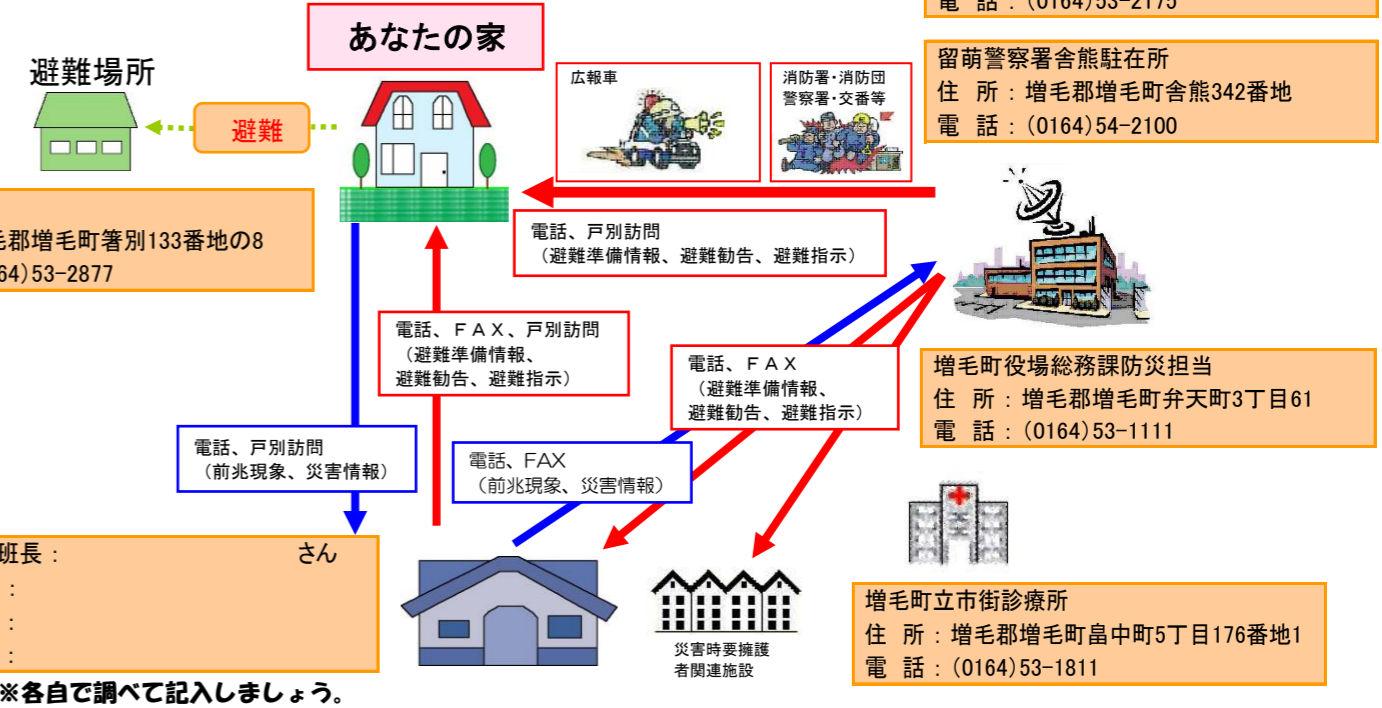 電 話：(0164)53-2175
あなたの家
避難場所
避難
広報車
消防署・消防団
警察署・交番等
留萌警察署舎熊駐在所
住 所：増毛郡増毛町舎熊342番地
電 話：(0164)54-2100
毛郡増毛町箸別133番地の8
64)53-2877
電話、戸別訪問
（避難準備情報、避難勧告、避難指示）
電話、ＦＡＸ、戸別訪問
（避難準備情報、
避難勧告、避難指示）
電話、ＦＡＸ
（避難準備情報、
避難勧告、避難指示）
増毛町役場総務課防災担当
住 所：増毛郡増毛町弁天町3丁目61
電 話：(0164)53-1111
電話、戸別訪問
（前兆現象、災害情報）
電話、FAX
（前兆現象、災害情報）
班長： さん
：
：
：
※各自で調べて記入しましょう。
災害時要擁護
者関連施設
増毛町立市街診療所
住 所：増毛郡増毛町畠中町5丁目176番地1
電 話：(0164)53-1811